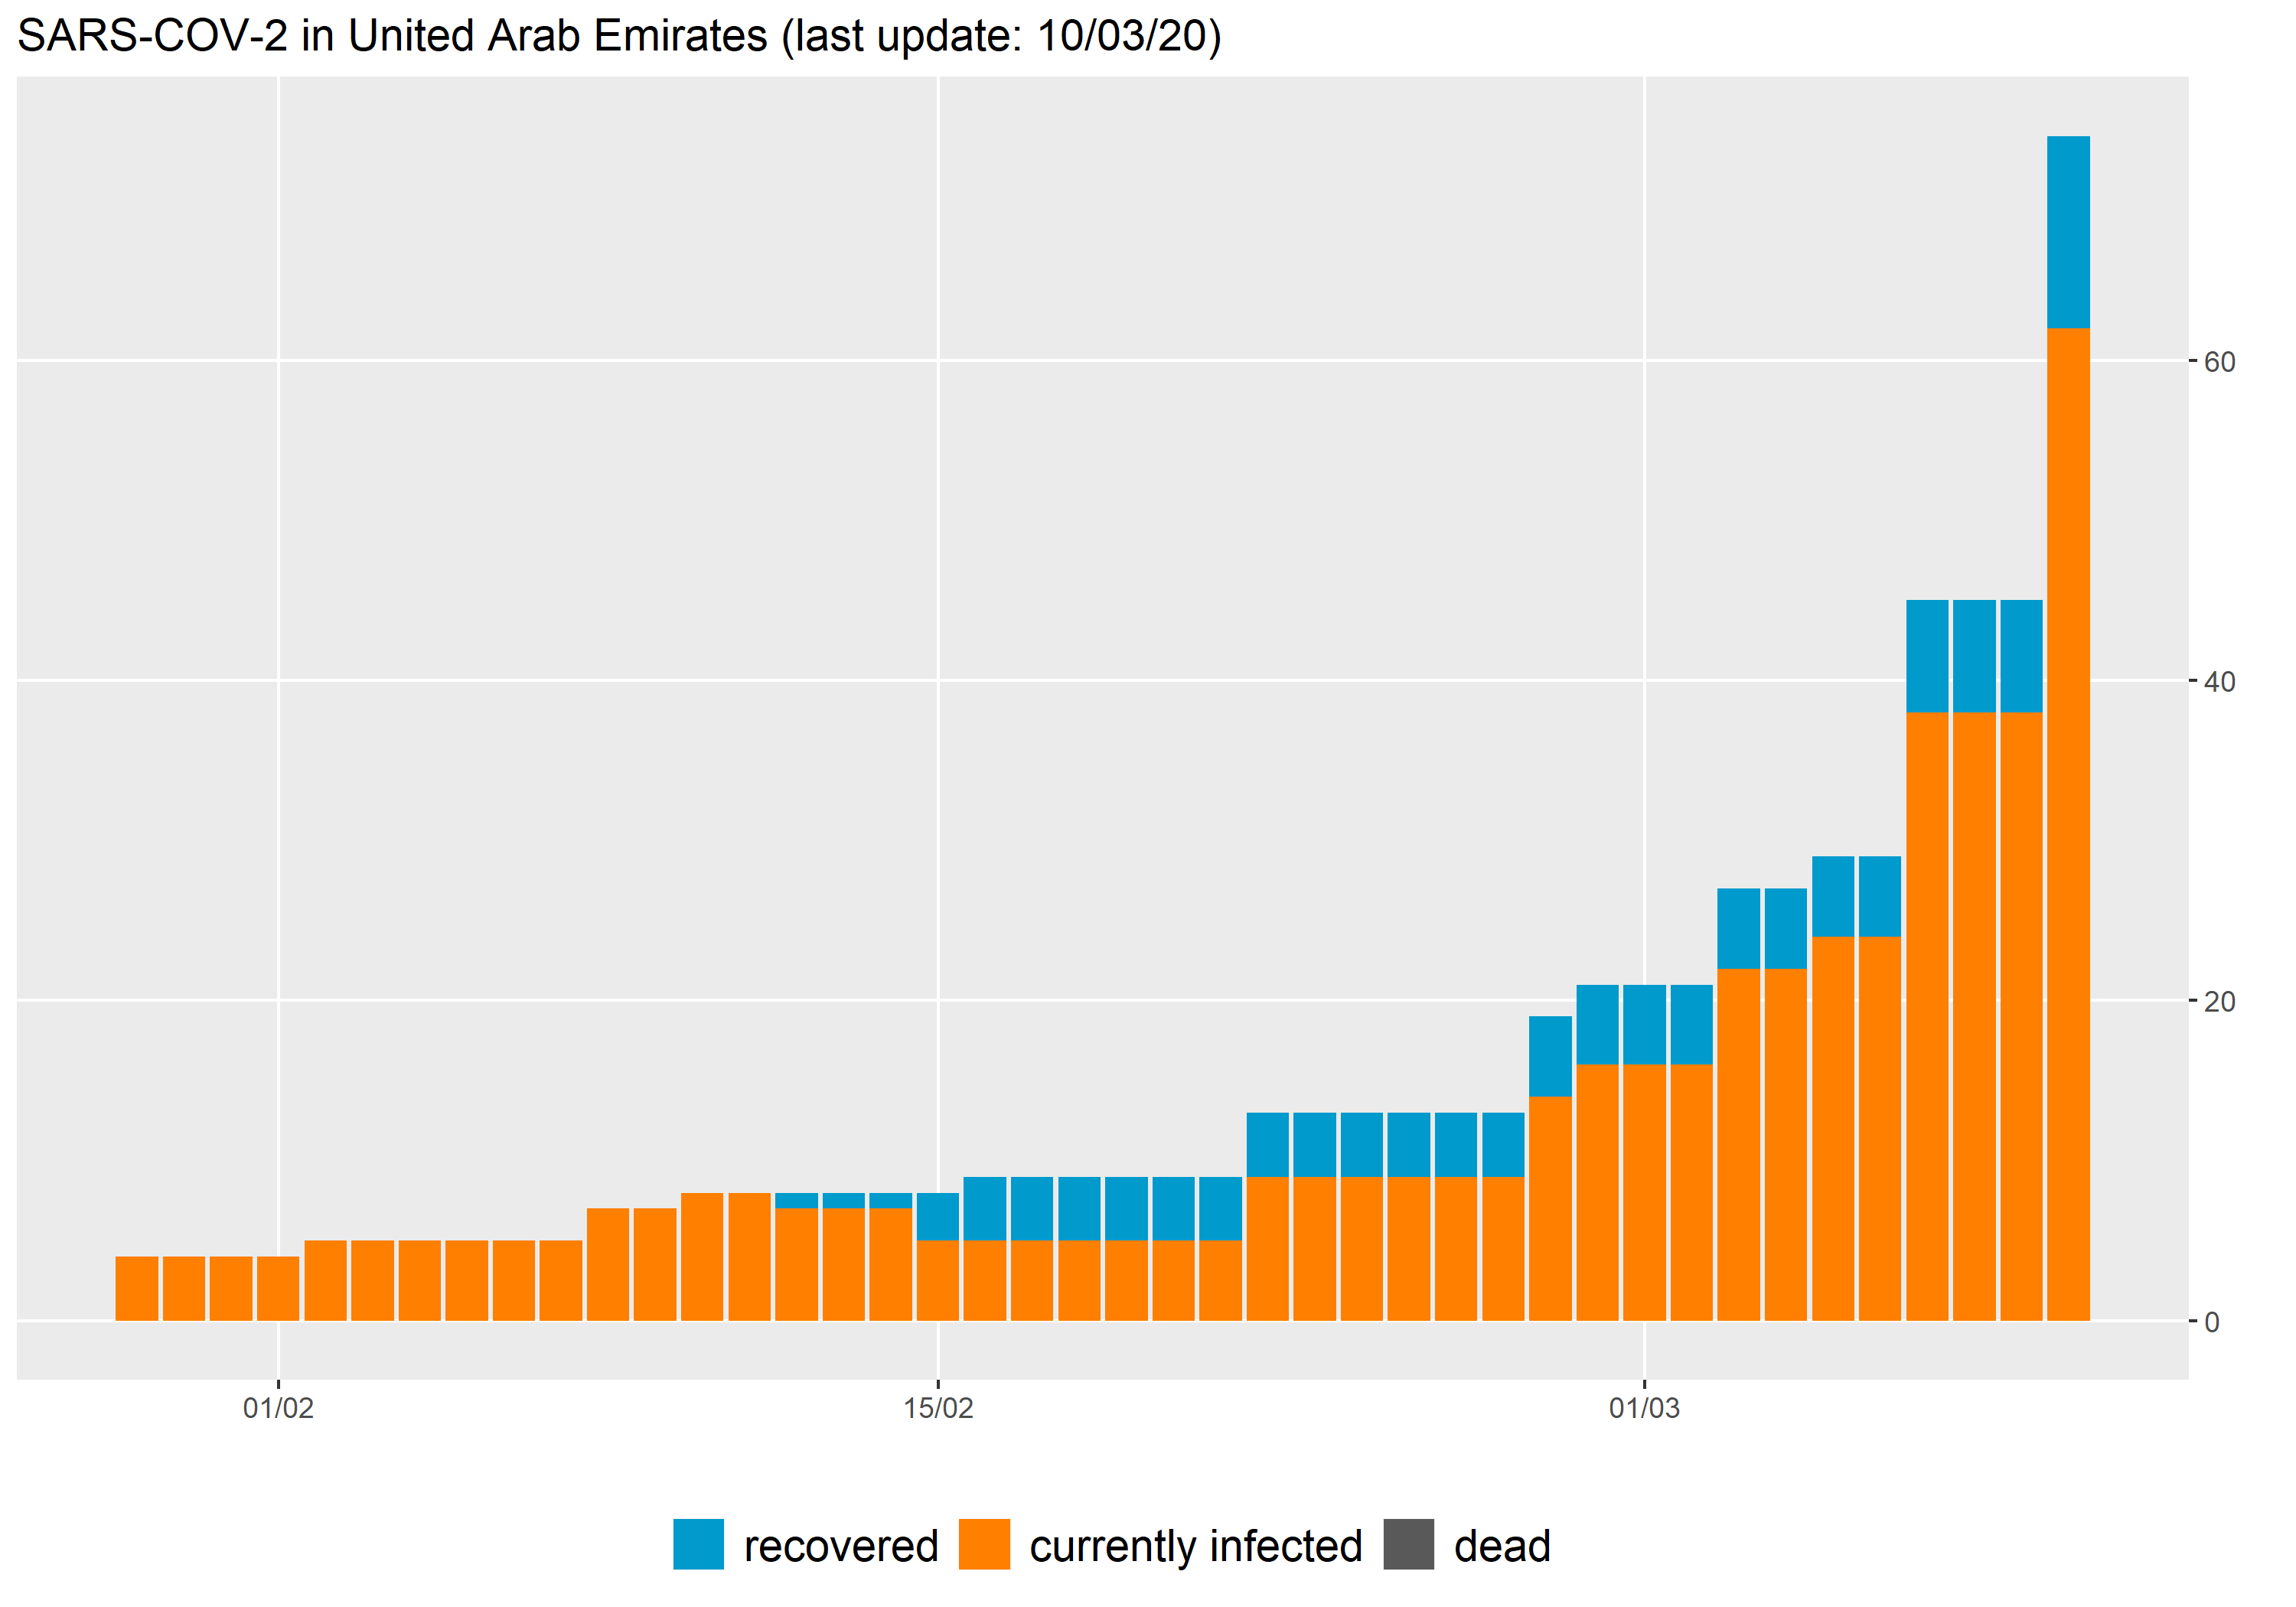 SARS-COV-2 in United Arab Emirates (last update: 10/03/20)
60
40
20
0
01/02 15/02 01/03
recovered currently infected dead